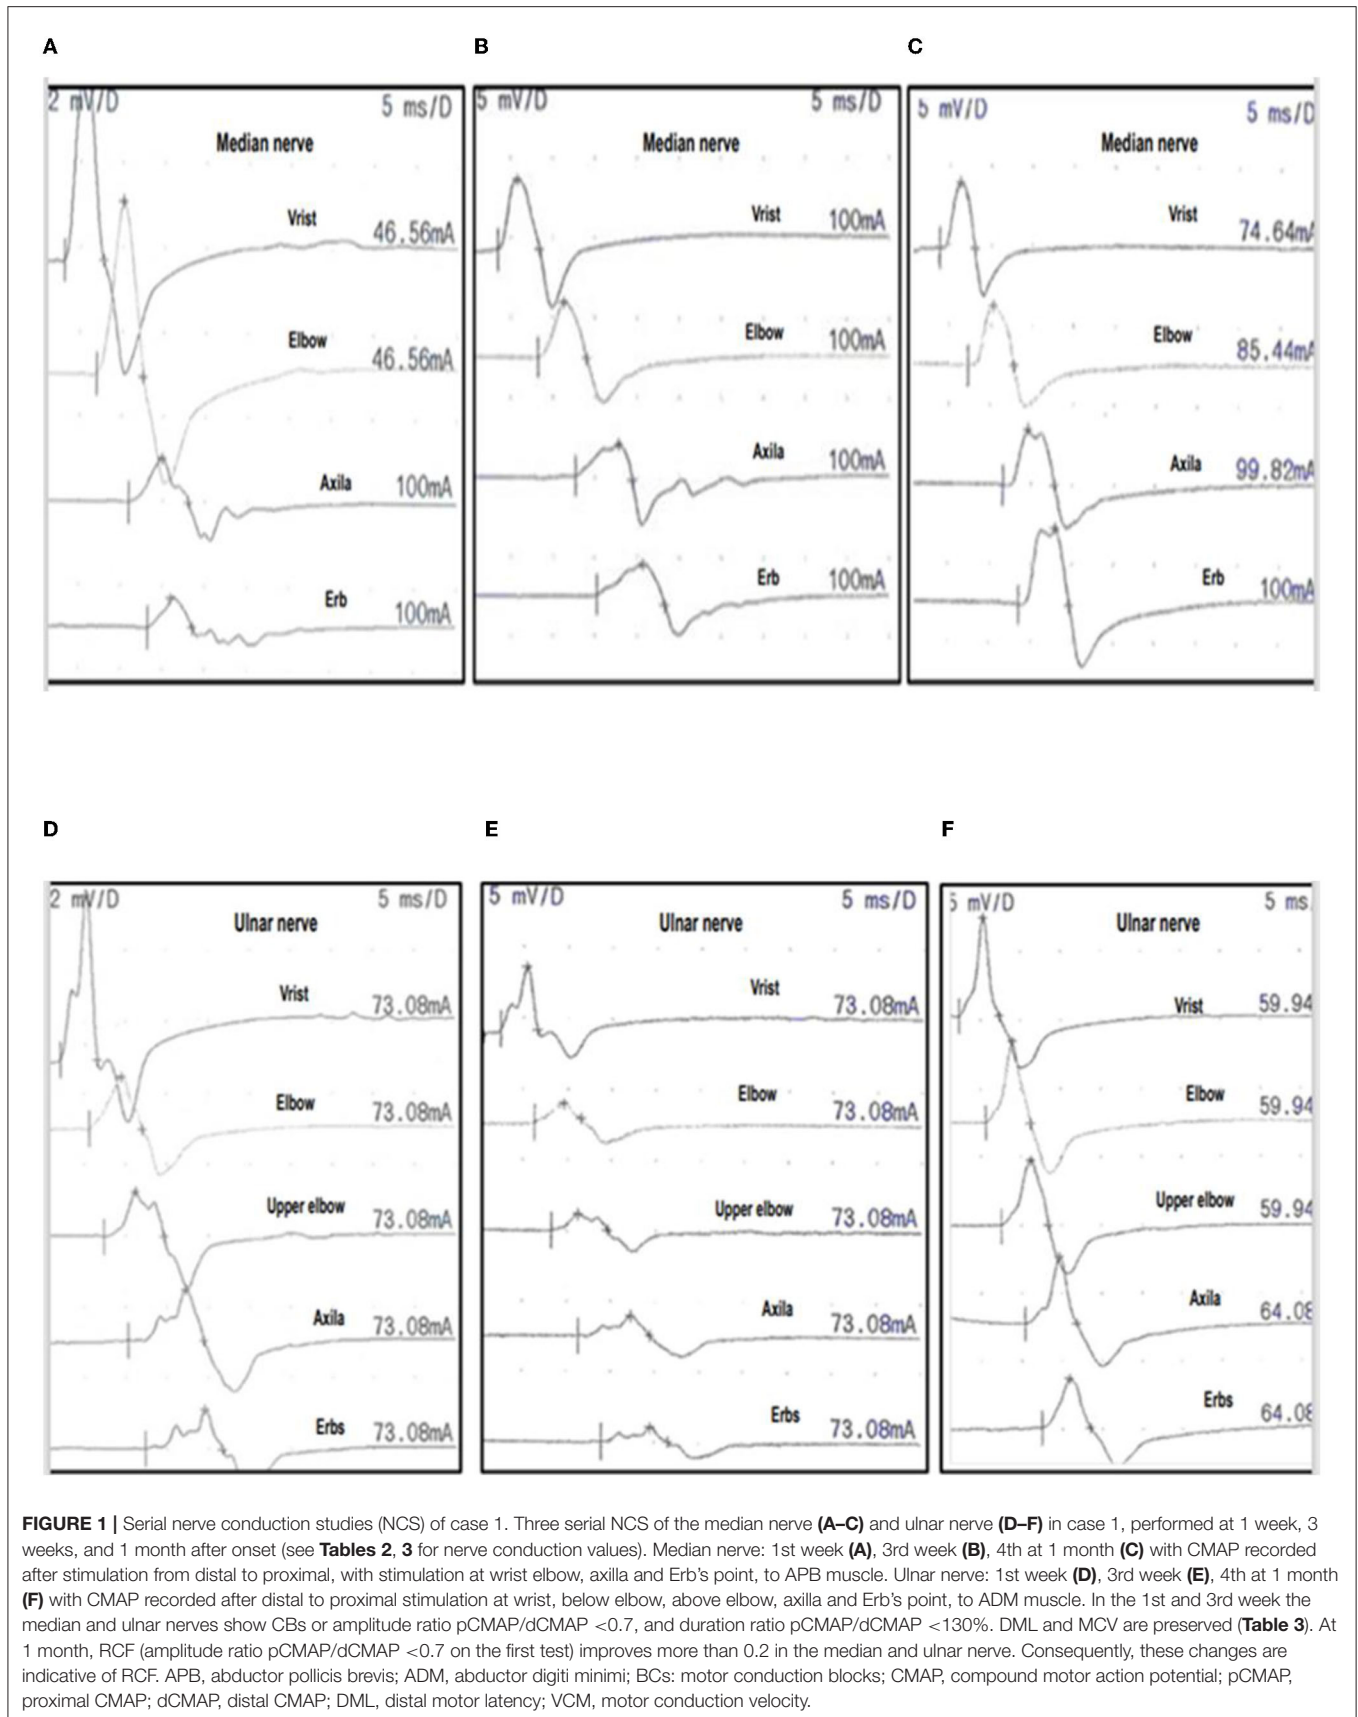 A
B
C
2 mV/D
5 ms/D
Median nerve
Vrist
46.56mA
Elbow
46.56mA
Axila
100mA
Erb
100mA
5 mV/D
5 ms/D
Median nerve
Vrist
100mA
Elbow
100mA
Axila
100mA
Erb
100mA
5 mV/D
5 ms/D
Median nerve
Vrist
74.64mA
Elbow
85.44mA
Axila
99.82mA
Erb
100mA
D
E
F
2 mV/D
5 ms/D
Ulnar nerve
Vrist
73.08mA
Elbow
73.08mA
Upper elbow
73.08mA
Axila
73.08mA
Erbs
73.08mA
5 mV/D
5 ms/D
Ulnar nerve
Vrist
73.08mA
Elbow
73.08mA
Upper elbow
73.08mA
Axila
73.08mA
Erbs
73.08mA
5 mV/D
5 ms
Ulnar nerve
Vrist
59.94
Elbow
59.94
Upper elbow
59.94
Axila
64.08
Erbs
64.08
FIGURE 1 | Serial nerve conduction studies (NCS) of case 1. Three serial NCS of the median nerve (A–C) and ulnar nerve (D–F) in case 1, performed at 1 week, 3
weeks, and 1 month after onset (see Tables 2, 3 for nerve conduction values). Median nerve: 1st week (A), 3rd week (B), 4th at 1 month (C) with CMAP recorded
after stimulation from distal to proximal, with stimulation at wrist elbow, axilla and Erb's point, to APB muscle. Ulnar nerve: 1st week (D), 3rd week (E), 4th at 1 month
(F) with CMAP recorded after distal to proximal stimulation at wrist, below elbow, above elbow, axilla and Erb's point, to ADM muscle. In the 1st and 3rd week the
median and ulnar nerves show CBs or amplitude ratio pCMAP/dCMAP <0.7, and duration ratio pCMAP/dCMAP <130%. DML and MCV are preserved (Table 3). At
1 month, RCF (amplitude ratio pCMAP/dCMAP <0.7 on the first test) improves more than 0.2 in the median and ulnar nerve. Consequently, these changes are
indicative of RCF. APB, abductor pollicis brevis; ADM, abductor digiti minimi; BCs: motor conduction blocks; CMAP, compound motor action potential; pCMAP,
proximal CMAP; dCMAP, distal CMAP; DML, distal motor latency; VCM, motor conduction velocity.